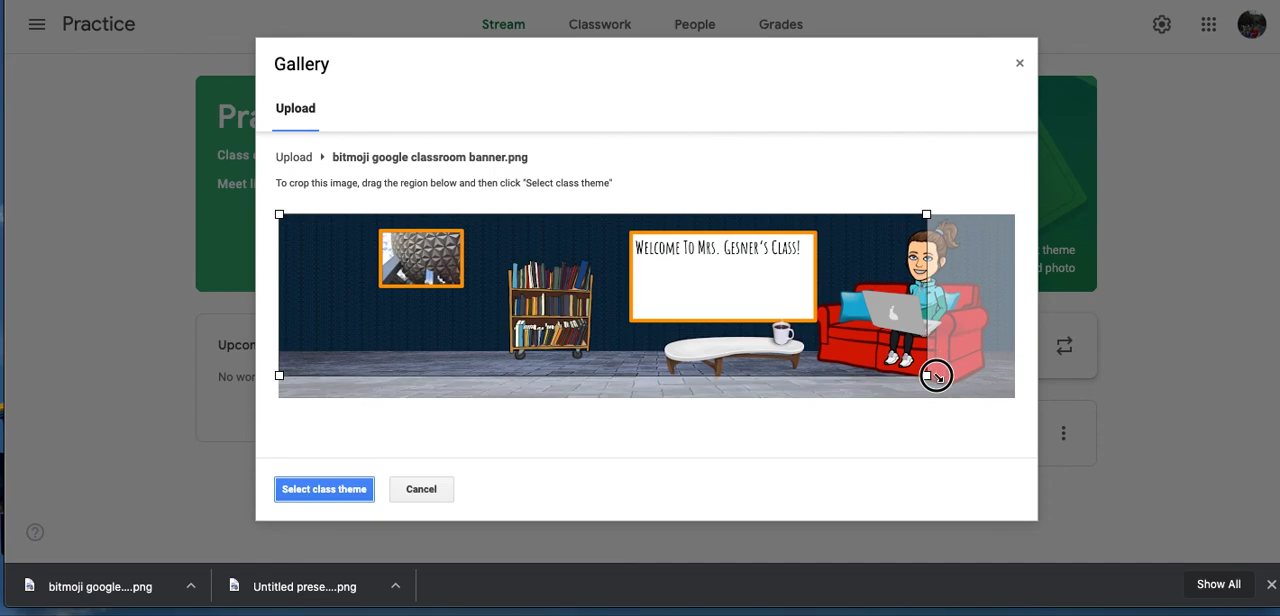 Practice
Stream
Classwork
People
Grades
Gallery
×
Upload
Upload
bitmoji google classroom banner.png
To crop this image, drag the region below and then click "Select class theme"
WELCOME TO MRS. GESNER'S CLASS!
Pra
Class
Meet li
theme
d photo
Upcon
No wor
Select class theme
Cancel
?
bitmoji google....png
Untitled prese....png
Show All